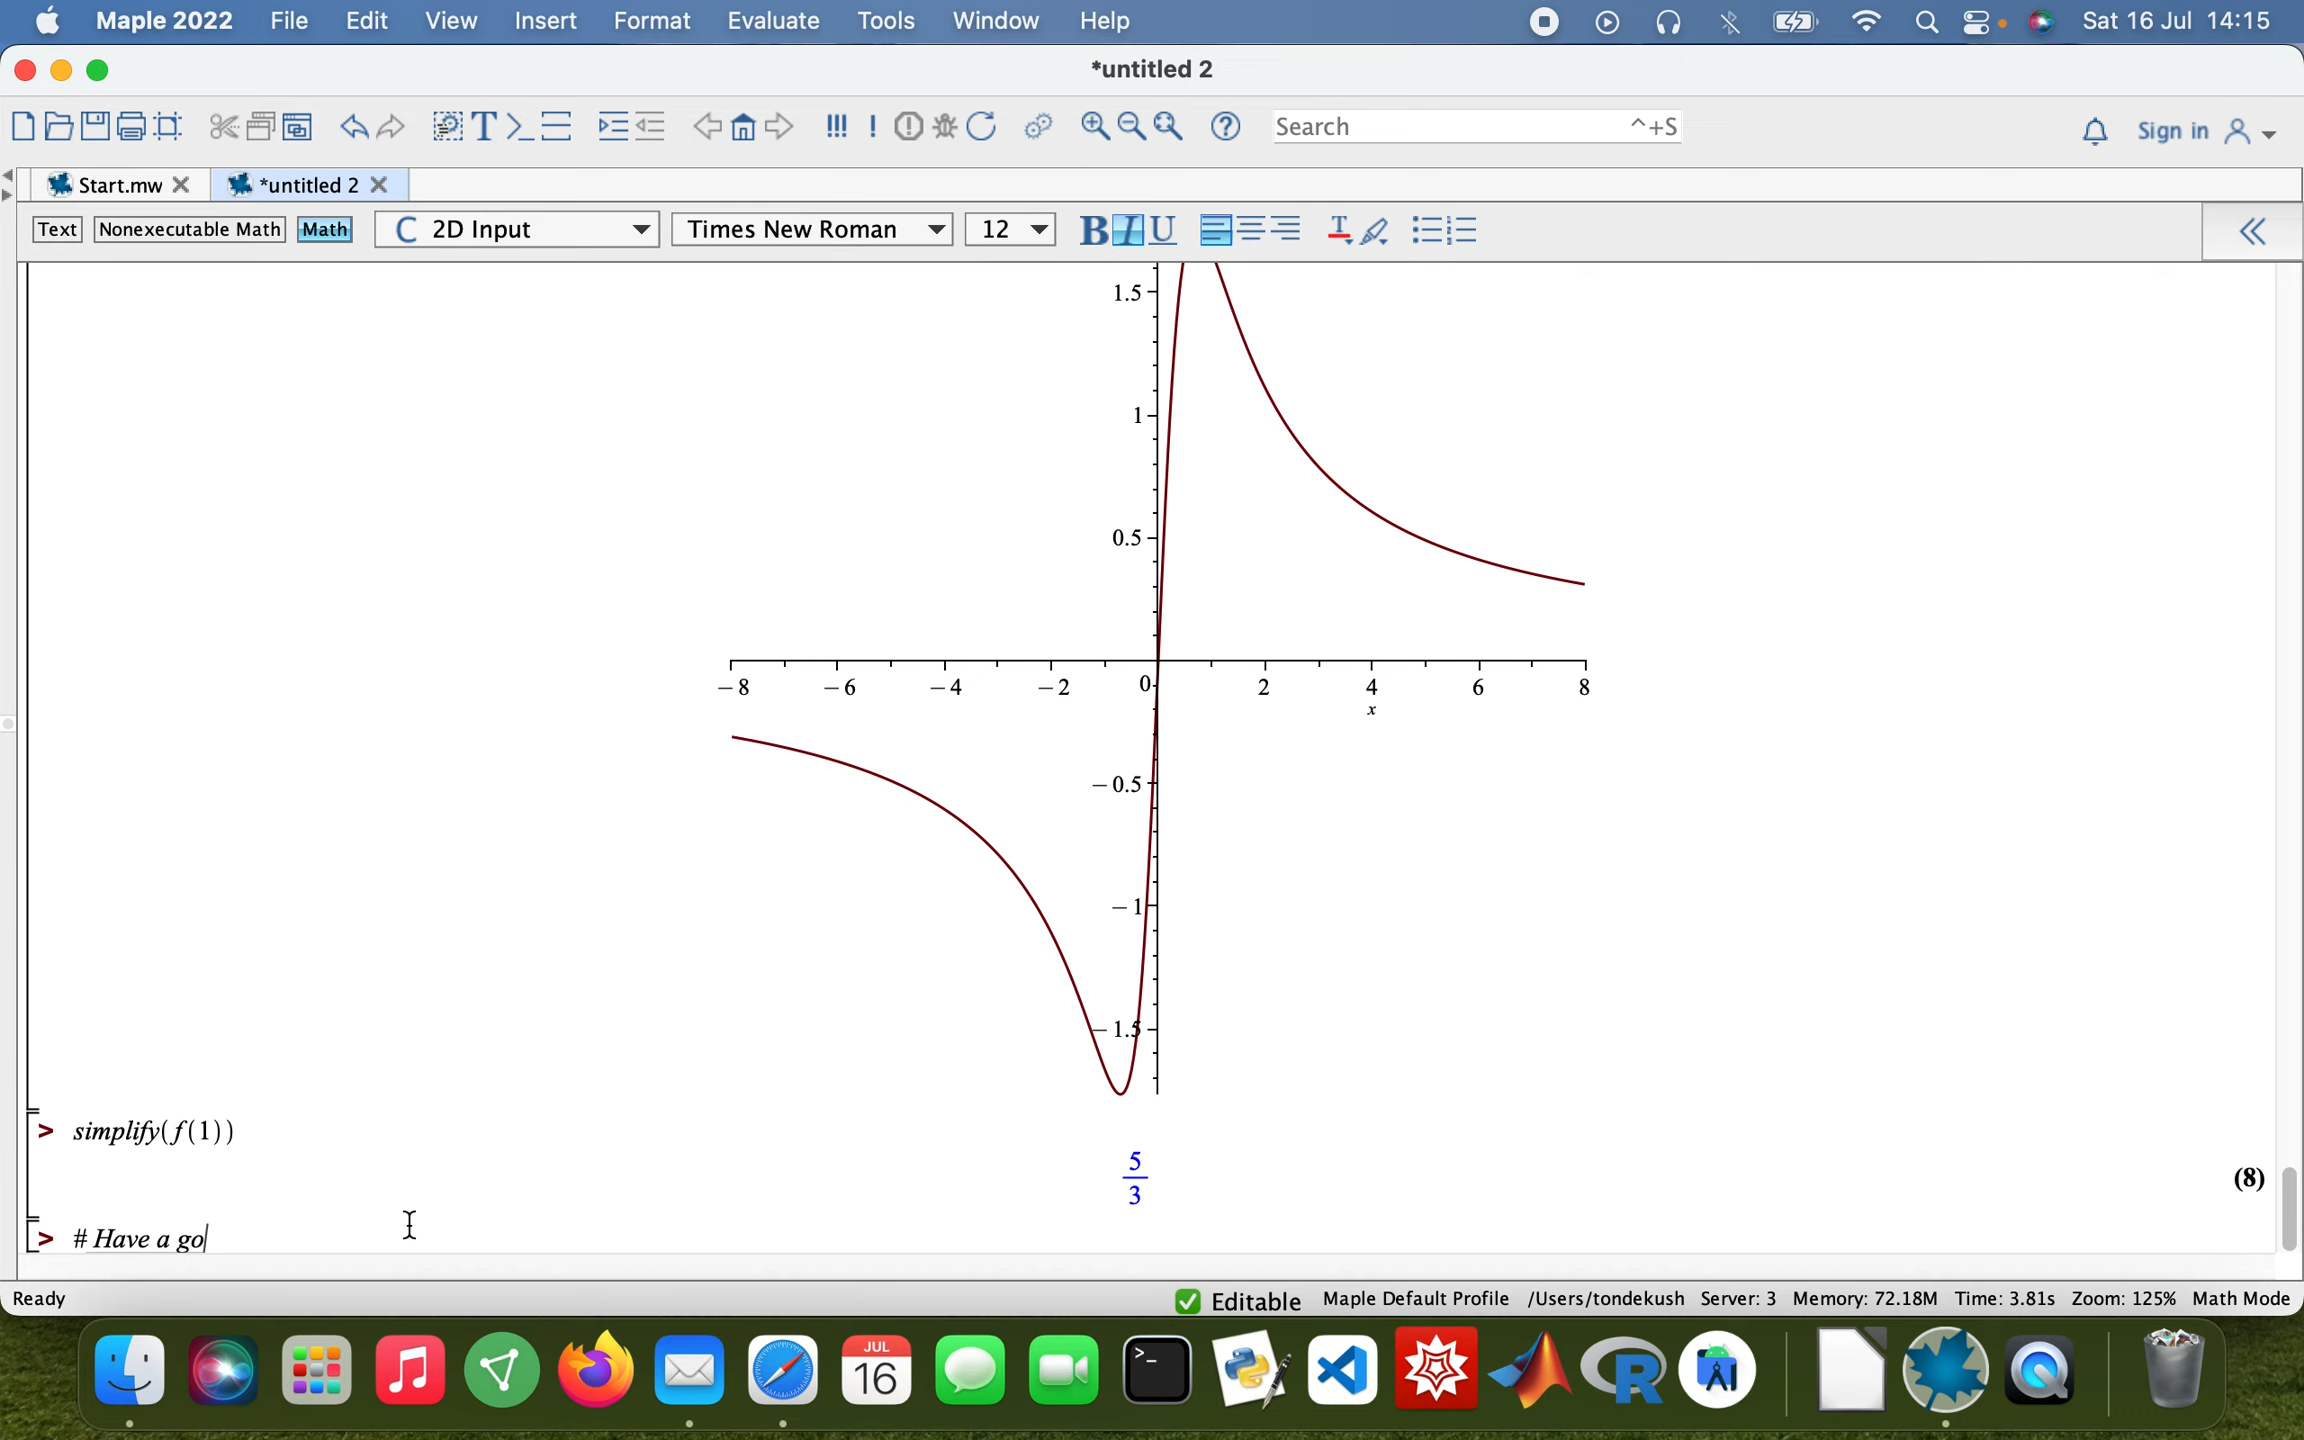 Maple 2022 File Edit View Insert Format Evaluate Tools Window Help Sat 16 Jul 14:15
*untitled 2
Search ^+S Sign in
Start.mw *untitled 2
Text Nonexecutable Math Math C 2D Input Times New Roman 12 B I U
1.5
1
0.5
−8 −6 −4 −2 0 2 4 6 8
x
−0.5
−1
−1.5
> simplify(f(1))
5
3
(8)
> # Have a go
Ready Editable Maple Default Profile /Users/tondekush Server: 3 Memory: 72.18M Time: 3.81s Zoom: 125% Math Mode
JUL
16